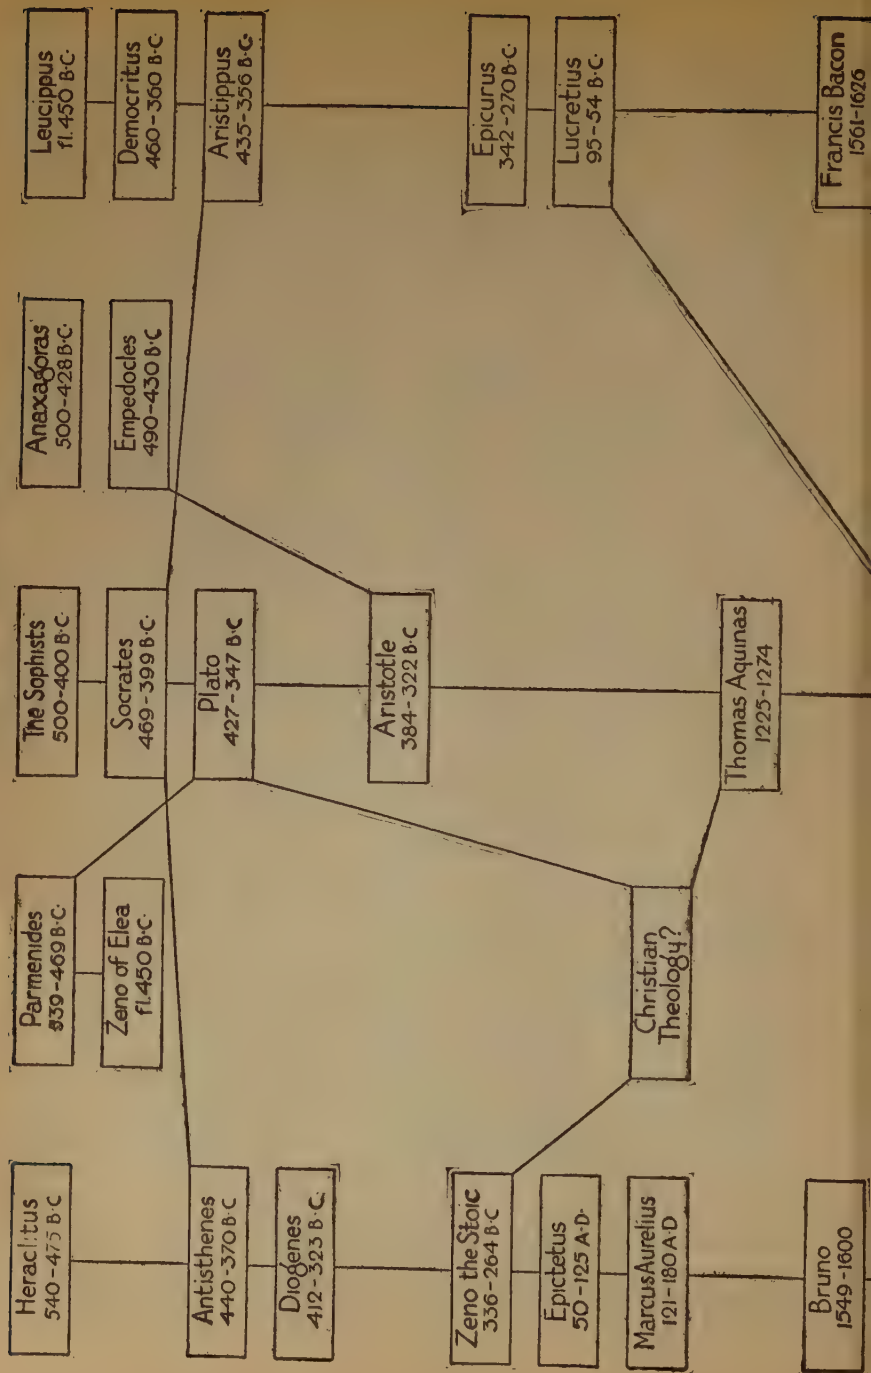 Heraclitus
540-475 B·C
Parmenides
539-469 B·C·
The Sophists
500-400 B·C·
Anaxagoras
500-428 B·C·
Leucippus
fl.450 B·C·
Zeno of Elea
fl.450 B·C·
Socrates
469-399 B·C·
Empedocles
490-430 B·C
Democritus
460-360 B·C·
Antisthenes
440-370 B·C
Plato
427-347 B·C
Aristippus
435-356 B·C·
Diogenes
412-323 B·C·
Aristotle
384-322 B·C
Zeno the Stoic
336-264 B·C
Epicurus
342-270 B·C·
Epictetus
50-125 A·D·
Lucretius
95-54 B·C·
Marcus Aurelius
121-180 A·D
Christian
Theology?
Thomas Aquinas
1225-1274
Bruno
1549-1600
Francis Bacon
1561-1626